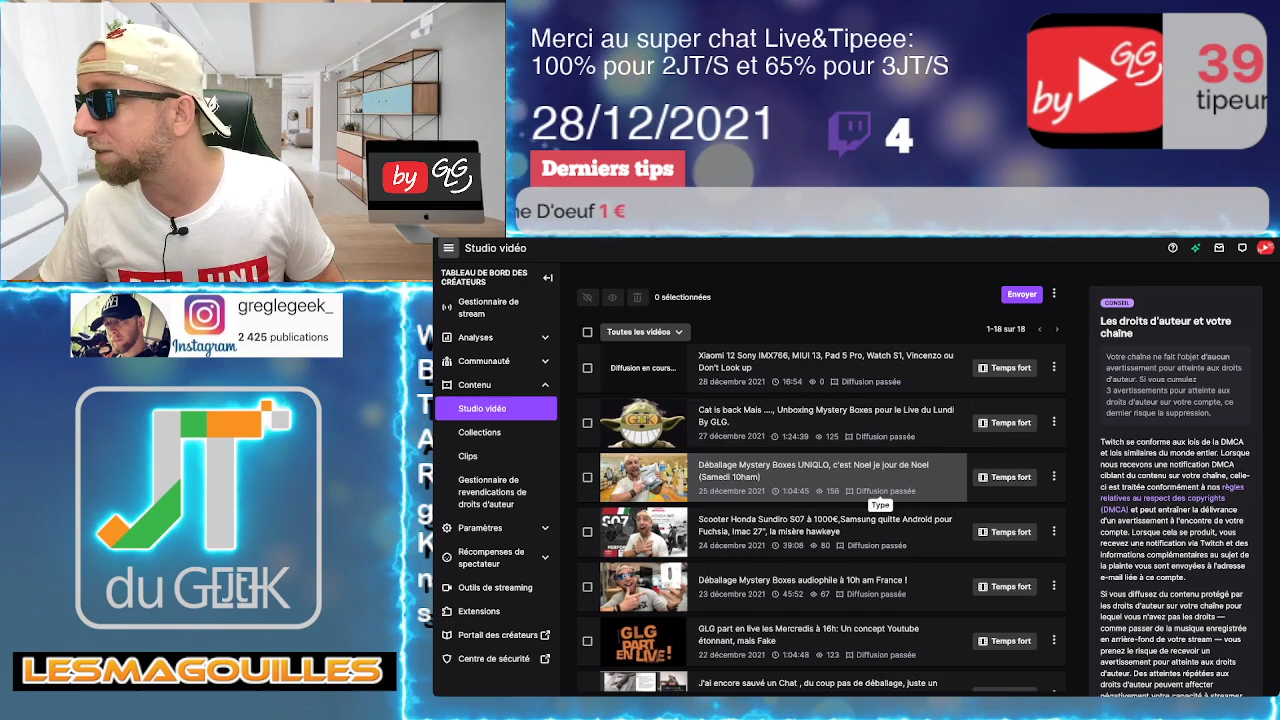 Merci au super chat Live&Tipeee:
100% pour 2JT/S et 65% pour 3JT/S
28/12/2021
4
by GLG
39
tipeur
Derniers tips
ne D'oeuf 1 €
by GLG
greglegeek_
2 425 publications
Instagram
JT
du GEEK
LESMAGOUILLES
Studio vidéo
TABLEAU DE BORD DES
CRÉATEURS
Gestionnaire de
stream
Analyses
Communauté
Contenu
Studio vidéo
Collections
Clips
Gestionnaire de
revendications de
droits d'auteur
Paramètres
Récompenses de
spectateur
Outils de streaming
Extensions
Portail des créateurs
Centre de sécurité
0 sélectionnées
Envoyer
Toutes les vidéos
1-18 sur 18
Diffusion en cours...
Xiaomi 12 Sony IMX766, MIUI 13, Pad 5 Pro, Watch S1, Vincenzo ou
Don't Look up
28 décembre 2021 16:54 0 Diffusion passée
Temps fort
GEEK
Cat is back Mais ...., Unboxing Mystery Boxes pour le Live du Lundi
By GLG.
27 décembre 2021 1:24:39 125 Diffusion passée
Temps fort
Déballage Mystery Boxes UNIQLO, c'est Noel je jour de Noel
(Samedi 10ham)
25 décembre 2021 1:04:45 158 Diffusion passée
Temps fort
Type
Scooter Honda Sundiro S07 à 1000€,Samsung quitte Android pour
Fuchsia, Imac 27", la misère hawkeye
24 décembre 2021 39:08 80 Diffusion passée
Temps fort
Déballage Mystery Boxes audiophile à 10h am France !
23 décembre 2021 45:52 67 Diffusion passée
Temps fort
GLG
PART
EN LIVE!
GLG part en live les Mercredis à 16h: Un concept Youtube
étonnant, mais Fake
22 décembre 2021 1:04:48 123 Diffusion passée
Temps fort
J'ai encore sauvé un Chat , du coup pas de déballage, juste un
CONSEIL
Les droits d'auteur et votre
chaîne
Votre chaîne ne fait l'objet d'aucun
avertissement pour atteinte aux droits
d'auteur. Si vous cumulez
3 avertissements pour atteinte aux
droits d'auteur sur votre compte, ce
dernier risque la suppression.
Twitch se conforme aux lois de la DMCA
et lois similaires du monde entier. Lorsque
nous recevons une notification DMCA
ciblant du contenu sur votre chaîne, celle-
ci est traitée conformément à nos règles
relatives au respect des copyrights
(DMCA) et peut entraîner la délivrance
d'un avertissement à l'encontre de votre
compte. Lorsque cela se produit, vous
recevez une notification via Twitch et des
informations complémentaires au sujet de
la plainte vous sont envoyées à l'adresse
e-mail liée à ce compte.
Si vous diffusez du contenu protégé par
les droits d'auteur sur votre chaîne pour
lequel vous n'avez pas les droits —
comme passer de la musique enregistrée
en arrière-fond de votre stream — vous
prenez le risque de recevoir un
avertissement pour atteinte aux droits
d'auteur. Des atteintes répétées aux
droits d'auteur peuvent affecter
négativement votre capacité à streamer